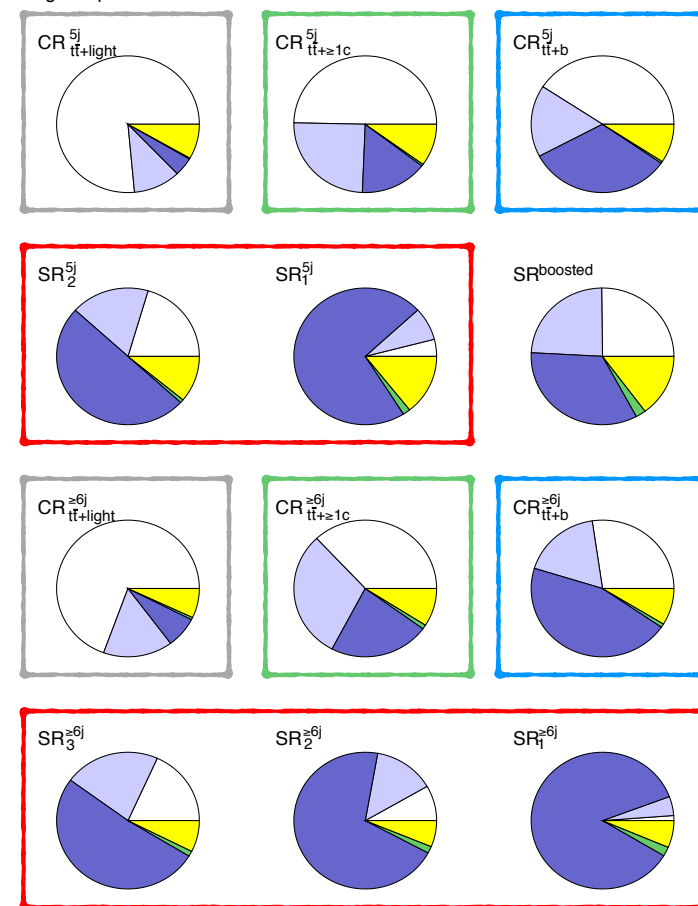 CR 5j tt̄+light CR 5j tt̄+≥1c CR 5j tt̄+b
SR 5j 2 SR 5j 1 SR boosted
CR ≥6j tt̄+light CR ≥6j tt̄+≥1c CR ≥6j tt̄+b
SR ≥6j 3 SR ≥6j 2 SR ≥6j 1